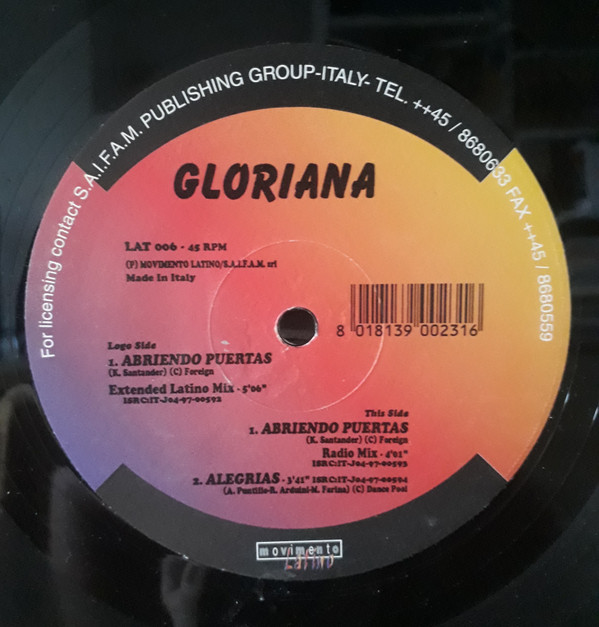 For licensing contact S.A.I.F.A.M. PUBLISHING GROUP-ITALY- TEL. ++45 / 8680633 FAX ++45 / 8680559
GLORIANA
LAT 006 - 45 RPM
(P) MOVIMENTO LATINO/S.A.I.F.A.M. srl
Made in Italy
8 018139 002316
Logo Side
1. ABRIENDO PUERTAS
(K. Santander) (C) Foreign
Extended Latino Mix - 5'06"
ISRC:IT-J04-97-00592
This Side
1. ABRIENDO PUERTAS
(K. Santander) (C) Foreign
Radio Mix - 4'01"
ISRC:IT-J04-97-00593
2. ALEGRIAS - 3'41" ISRC:IT-J04-97-00594
(A. Puntillo-R. Arduini-M. Farina) (C) Dance Pool
movimento